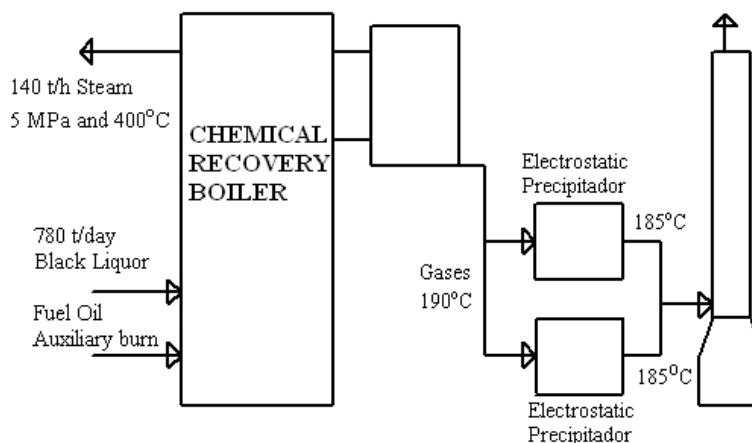 140 t/h Steam
5 MPa and 400°C
CHEMICAL
RECOVERY
BOILER
780 t/day
Black Liquor
Fuel Oil
Auxiliary burn
Gases
190°C
Electrostatic
Precipitador
185°C
185°C
Electrostatic
Precipitador